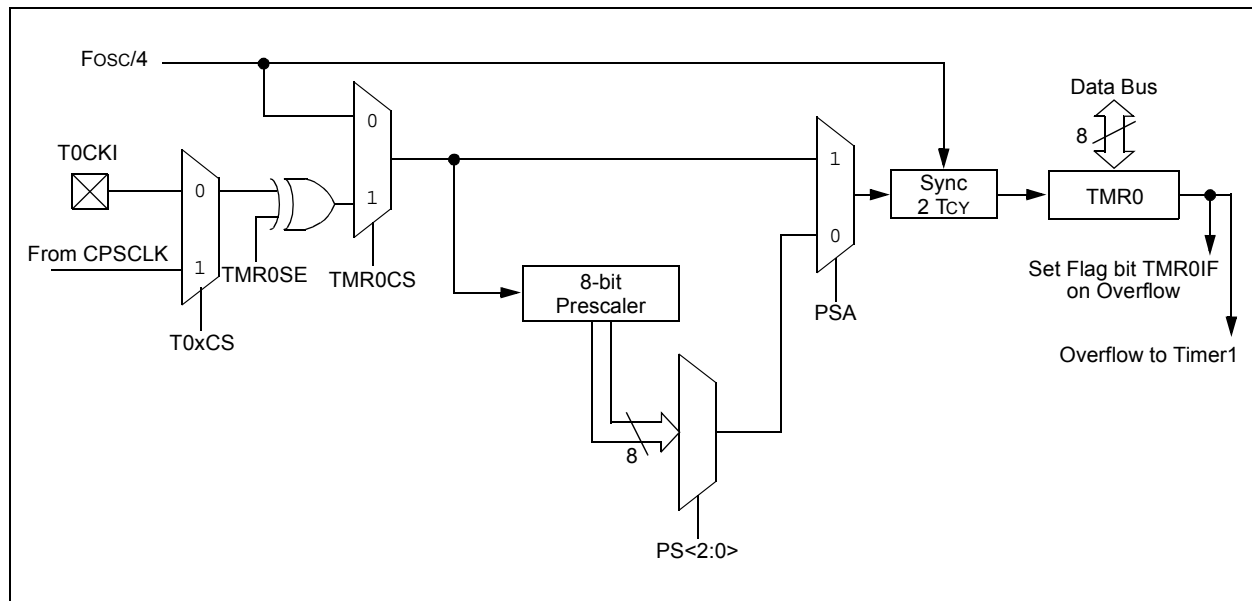 FOSC/4
Data Bus
8
T0CKI
0
1
0
1
0
1
From CPSCLK
TMR0SE
TMR0CS
T0xCS
8-bit
Prescaler
8
PS<2:0>
PSA
Sync
2 TCY
TMR0
Set Flag bit TMR0IF
on Overflow
Overflow to Timer1